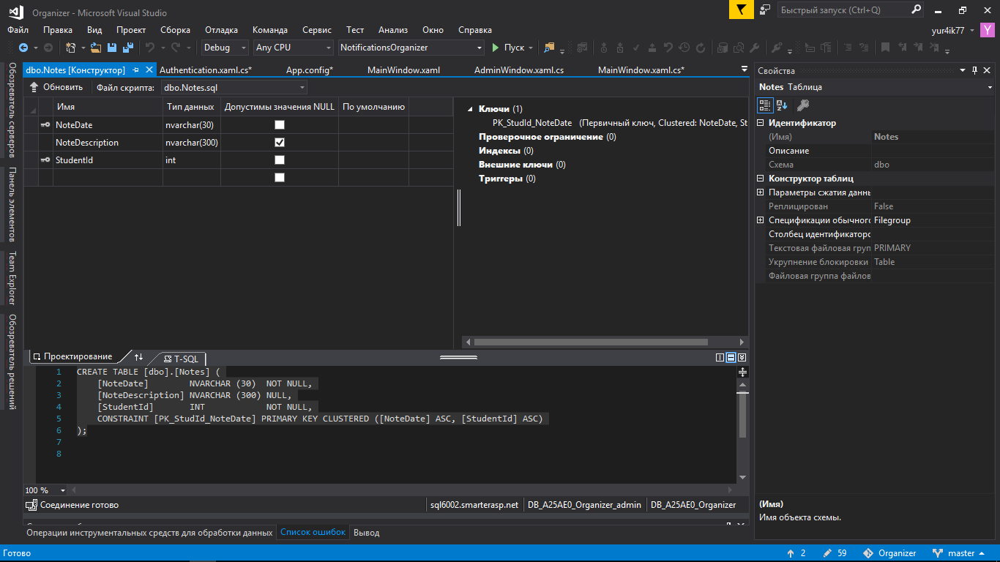 Organizer - Microsoft Visual Studio
Быстрый запуск (Ctrl+Q)
Файл Правка Вид Проект Сборка Отладка Команда Сервис Тест Анализ Окно Справка
yur4ik77 Y
Debug Any CPU NotificationsOrganizer Пуск
Обозреватель серверов
Панель элементов
Team Explorer
Обозреватель решений
dbo.Notes [Конструктор] Authentication.xaml.cs* App.config* MainWindow.xaml AdminWindow.xaml.cs MainWindow.xaml.cs*
Обновить Файл скрипта: dbo.Notes.sql
Имя Тип данных Допустимы значения NULL По умолчанию
NoteDate nvarchar(30)
NoteDescription nvarchar(300)
StudentId int
Ключи (1)
PK_StudId_NoteDate (Первичный ключ, Clustered: NoteDate, St
Проверочное ограничение (0)
Индексы (0)
Внешние ключи (0)
Триггеры (0)
Проектирование T-SQL
1 CREATE TABLE [dbo].[Notes] (
2 [NoteDate] NVARCHAR (30) NOT NULL,
3 [NoteDescription] NVARCHAR (300) NULL,
4 [StudentId] INT NOT NULL,
5 CONSTRAINT [PK_StudId_NoteDate] PRIMARY KEY CLUSTERED ([NoteDate] ASC, [StudentId] ASC)
6 );
7
8
100 %
Соединение готово sql6002.smarterasp.net DB_A25AE0_Organizer_admin DB_A25AE0_Organizer
Операции инструментальных средств для обработки данных Список ошибок Вывод
Свойства
Notes Таблица
Идентификатор
(Имя) Notes
Описание
Схема dbo
Конструктор таблиц
Параметры сжатия данны
Реплицирован False
Спецификации обычного Filegroup
Столбец идентификаторо
Текстовая файловая груп PRIMARY
Укрупнение блокировки Table
Файловая группа файлов
(Имя)
Имя объекта схемы.
Готово 2 59 Organizer master